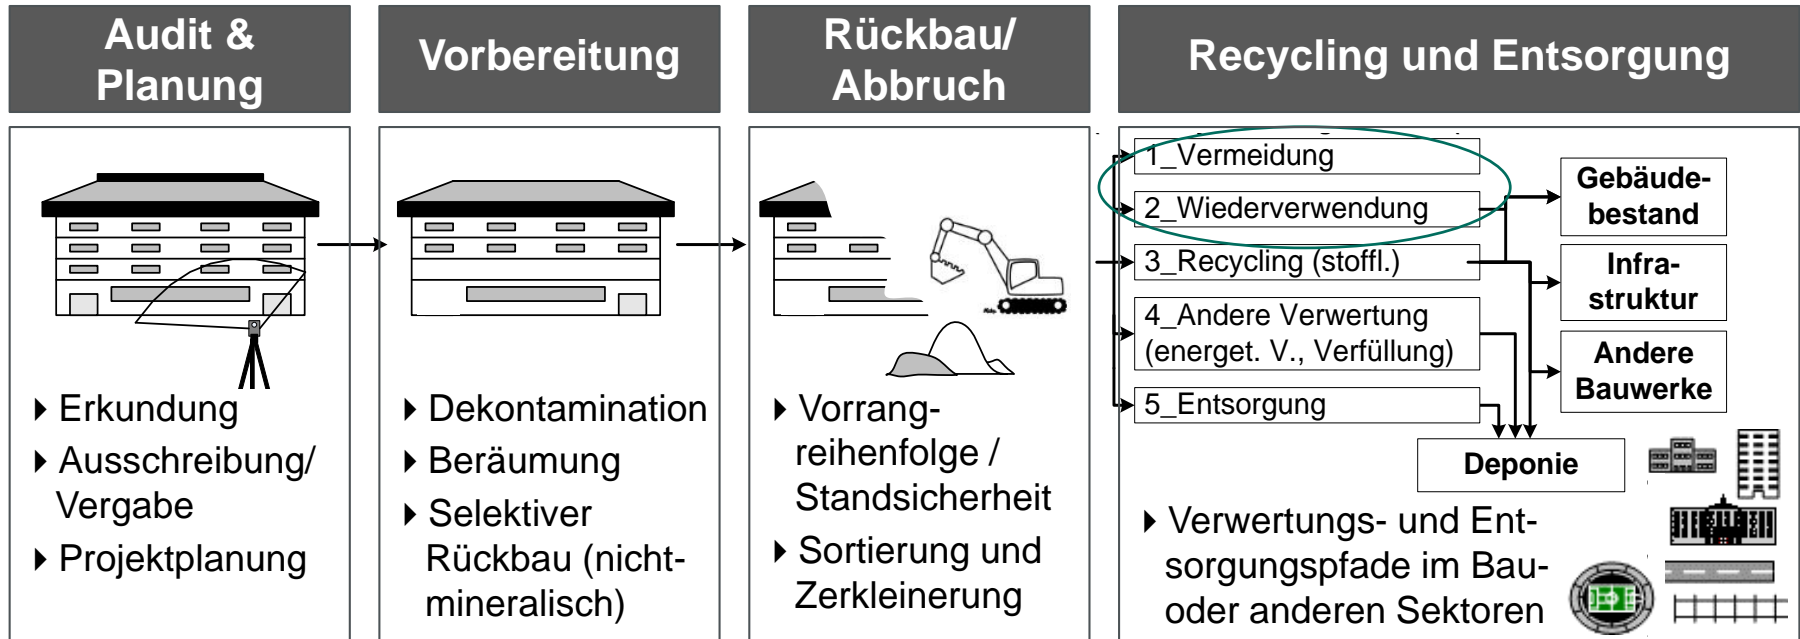 Audit &
Planung
Vorbereitung
Rückbau/
Abbruch
Recycling und Entsorgung
Erkundung
Ausschreibung/
Vergabe
Projektplanung
Dekontamination
Beräumung
Selektiver
Rückbau (nicht-
mineralisch)
Vorrang-
reihenfolge /
Standsicherheit
Sortierung und
Zerkleinerung
1_Vermeidung
2_Wiederverwendung
3_Recycling (stoffl.)
4_Andere Verwertung
(energet. V., Verfüllung)
5_Entsorgung
Gebäude-
bestand
Infra-
struktur
Andere
Bauwerke
Deponie
Verwertungs- und Ent-
sorgungspfade im Bau-
oder anderen Sektoren